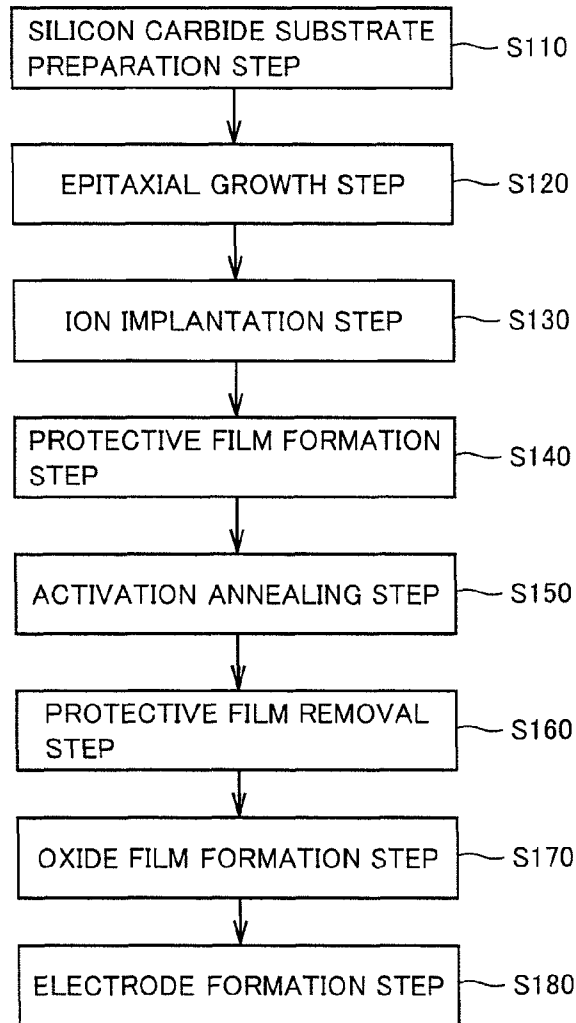 SILICON CARBIDE SUBSTRATE
PREPARATION STEP
S110
EPITAXIAL GROWTH STEP
S120
ION IMPLANTATION STEP
S130
PROTECTIVE FILM FORMATION
STEP
S140
ACTIVATION ANNEALING STEP
S150
PROTECTIVE FILM REMOVAL
STEP
S160
OXIDE FILM FORMATION STEP
S170
ELECTRODE FORMATION STEP
S180